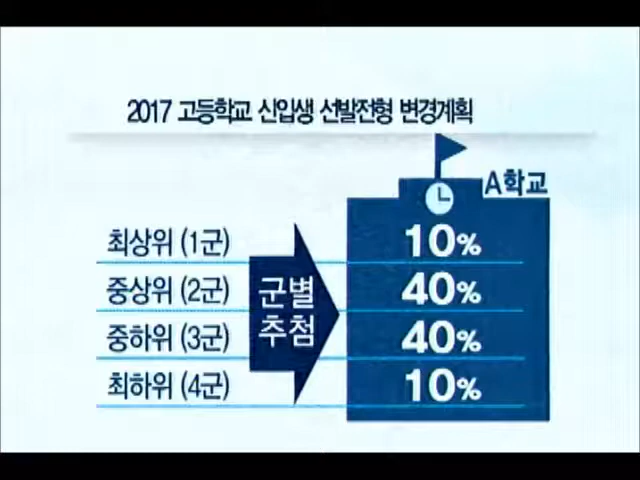 2017 고등학교 신입생 선발전형 변경계획
A학교
최상위 (1군) 10%
중상위 (2군) 40%
군별
추첨
중하위 (3군) 40%
최하위 (4군) 10%